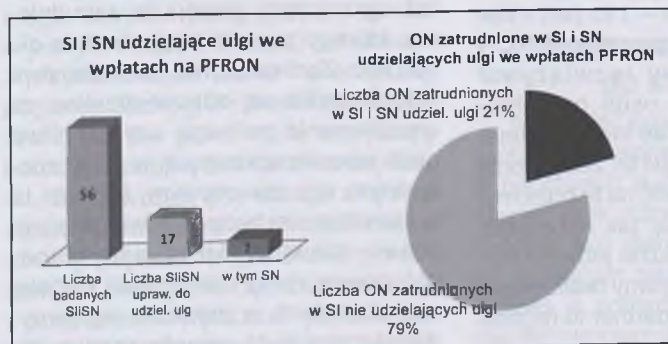 SI i SN udzielające ulgi we
wpłatach na PFRON
56
17
Liczba
badanych
SIiSN
Liczba SIiSN
upraw. do
udziel. ulg
w tym SN
ON zatrudnione w SI i SN
udzielających ulgi we wpłatach PFRON
Liczba ON zatrudnionych
w SI i SN udziel. ulgi 21%
Liczba ON zatrudnionych
w SI nie udzielających ulgi
79%